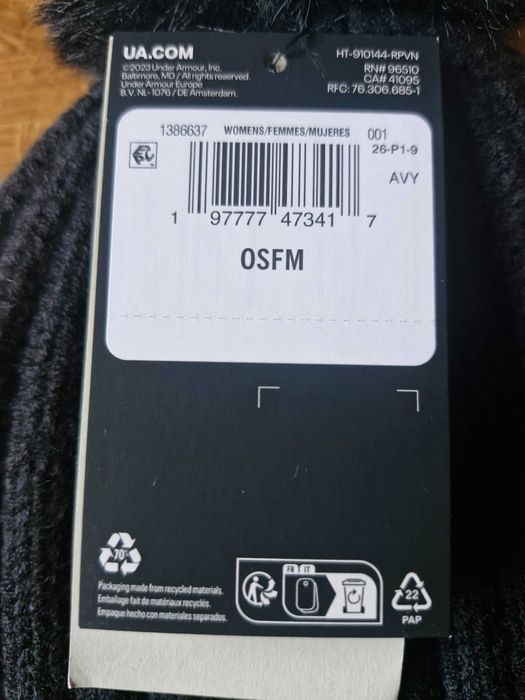 UA.COM
©2023 Under Armour, Inc.
Baltimore, MD / All rights reserved.
Under Armour Europe
B.V. NL-1076 / DE Amsterdam.
HT-910144-RPVN
RN# 96510
CA# 41095
RFC: 76.306.685-1
1386637 WOMENS/FEMMES/MUJERES 001
26-P1-9
AVY
1 97777 47341 7
OSFM
70%
Packaging made from recycled materials.
Emballage fait de matériaux recyclés.
Empaque hecho con materiales separados.
FR IT
22
PAP